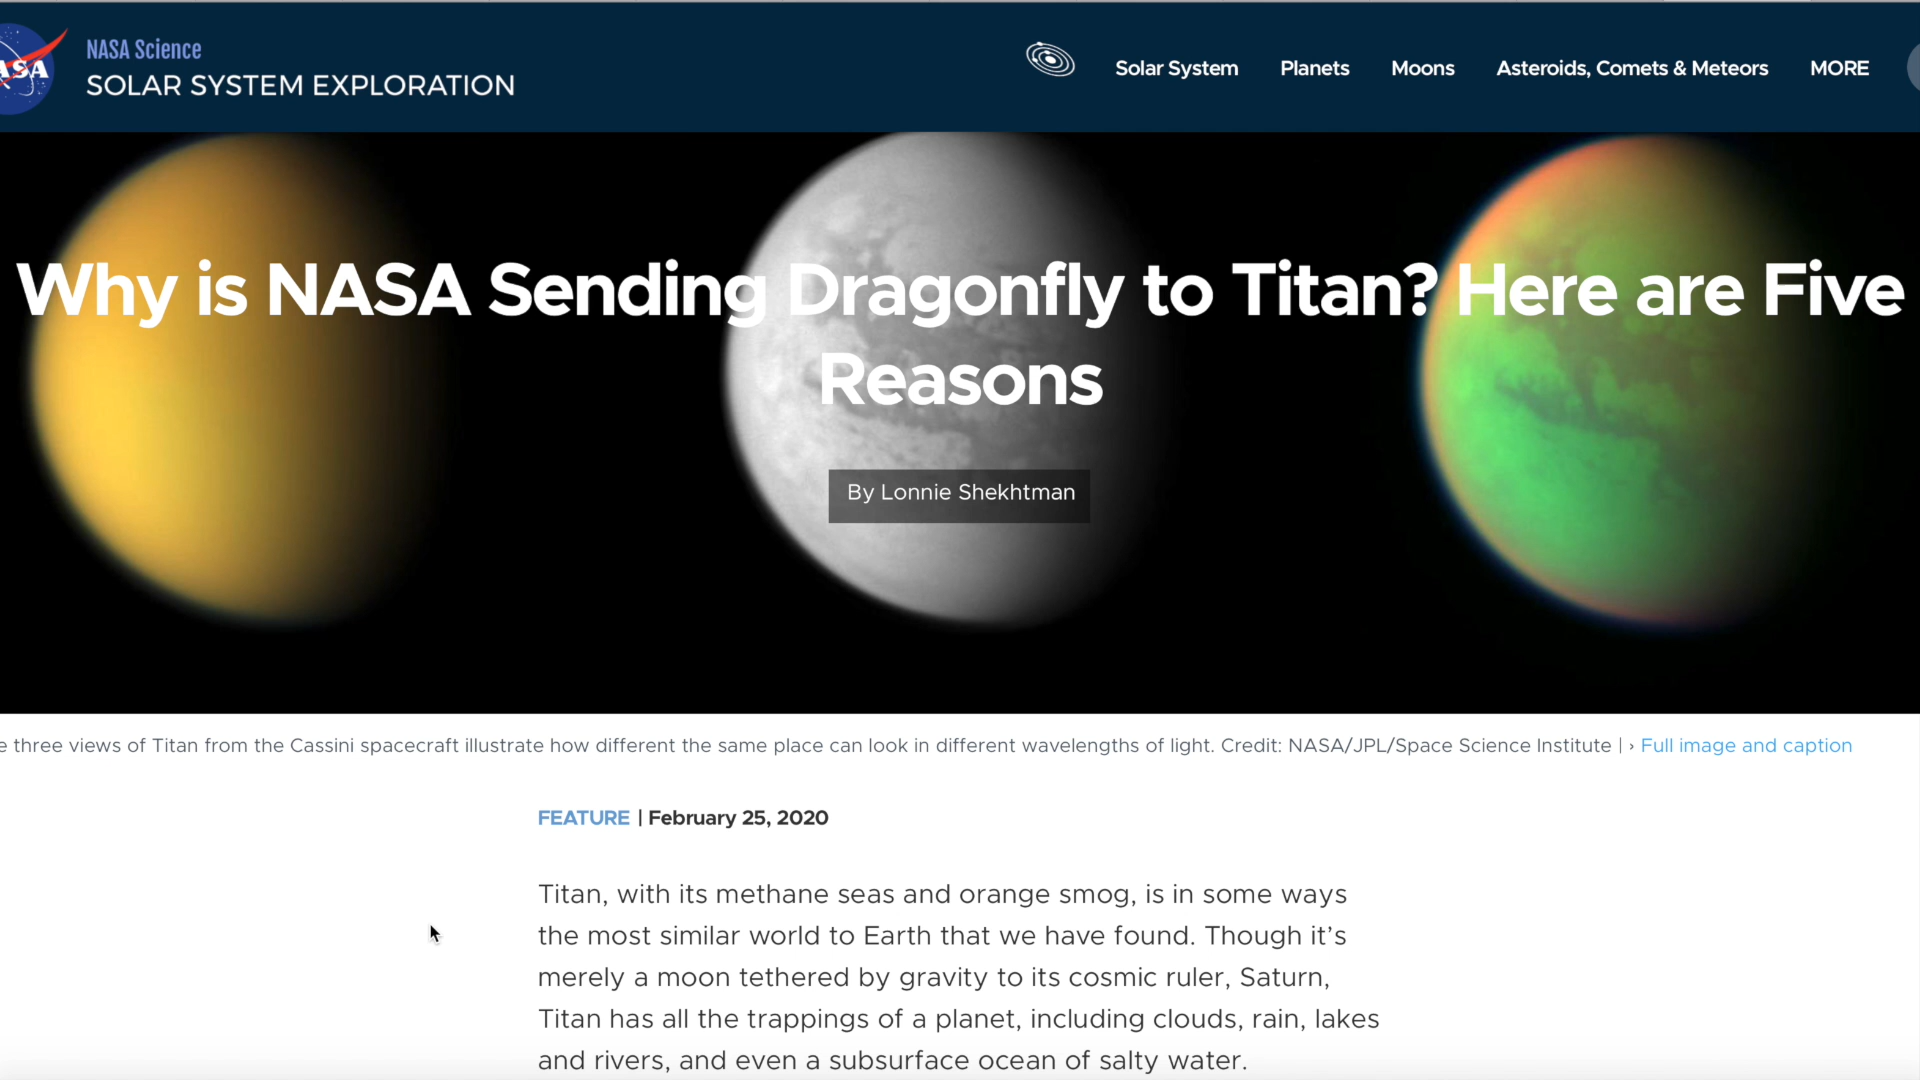 NASA Science
SOLAR SYSTEM EXPLORATION
Solar System
Planets
Moons
Asteroids, Comets & Meteors
MORE
Why is NASA Sending Dragonfly to Titan? Here are Five
Reasons
By Lonnie Shekhtman
three views of Titan from the Cassini spacecraft illustrate how different the same place can look in different wavelengths of light. Credit: NASA/JPL/Space Science Institute | › Full image and caption
FEATURE | February 25, 2020
Titan, with its methane seas and orange smog, is in some ways
the most similar world to Earth that we have found. Though it’s
merely a moon tethered by gravity to its cosmic ruler, Saturn,
Titan has all the trappings of a planet, including clouds, rain, lakes
and rivers, and even a subsurface ocean of salty water.